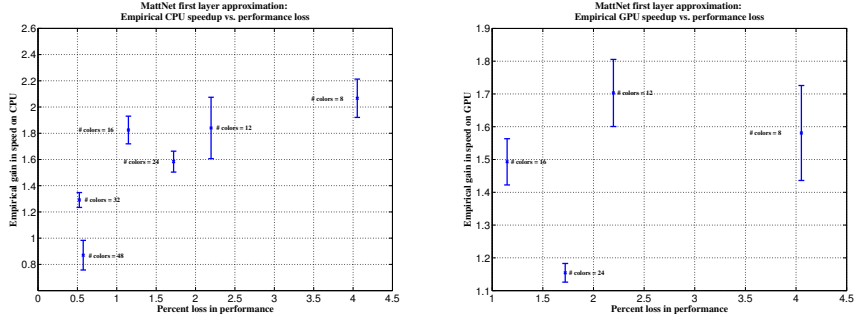 MattNet first layer approximation:
Empirical CPU speedup vs. performance loss
Empirical gain in speed on CPU
2.6
2.4
2.2
2
1.8
1.6
1.4
1.2
1
0.8
# colors = 8
# colors = 16
# colors = 12
# colors = 24
# colors = 32
# colors = 48
0 0.5 1 1.5 2 2.5 3 3.5 4 4.5
Percent loss in performance
MattNet first layer approximation:
Empirical GPU speedup vs. performance loss
Empirical gain in speed on GPU
1.9
1.8
1.7
1.6
1.5
1.4
1.3
1.2
1.1
# colors = 12
# colors = 8
# colors = 16
# colors = 24
1 1.5 2 2.5 3 3.5 4 4.5
Percent loss in performance